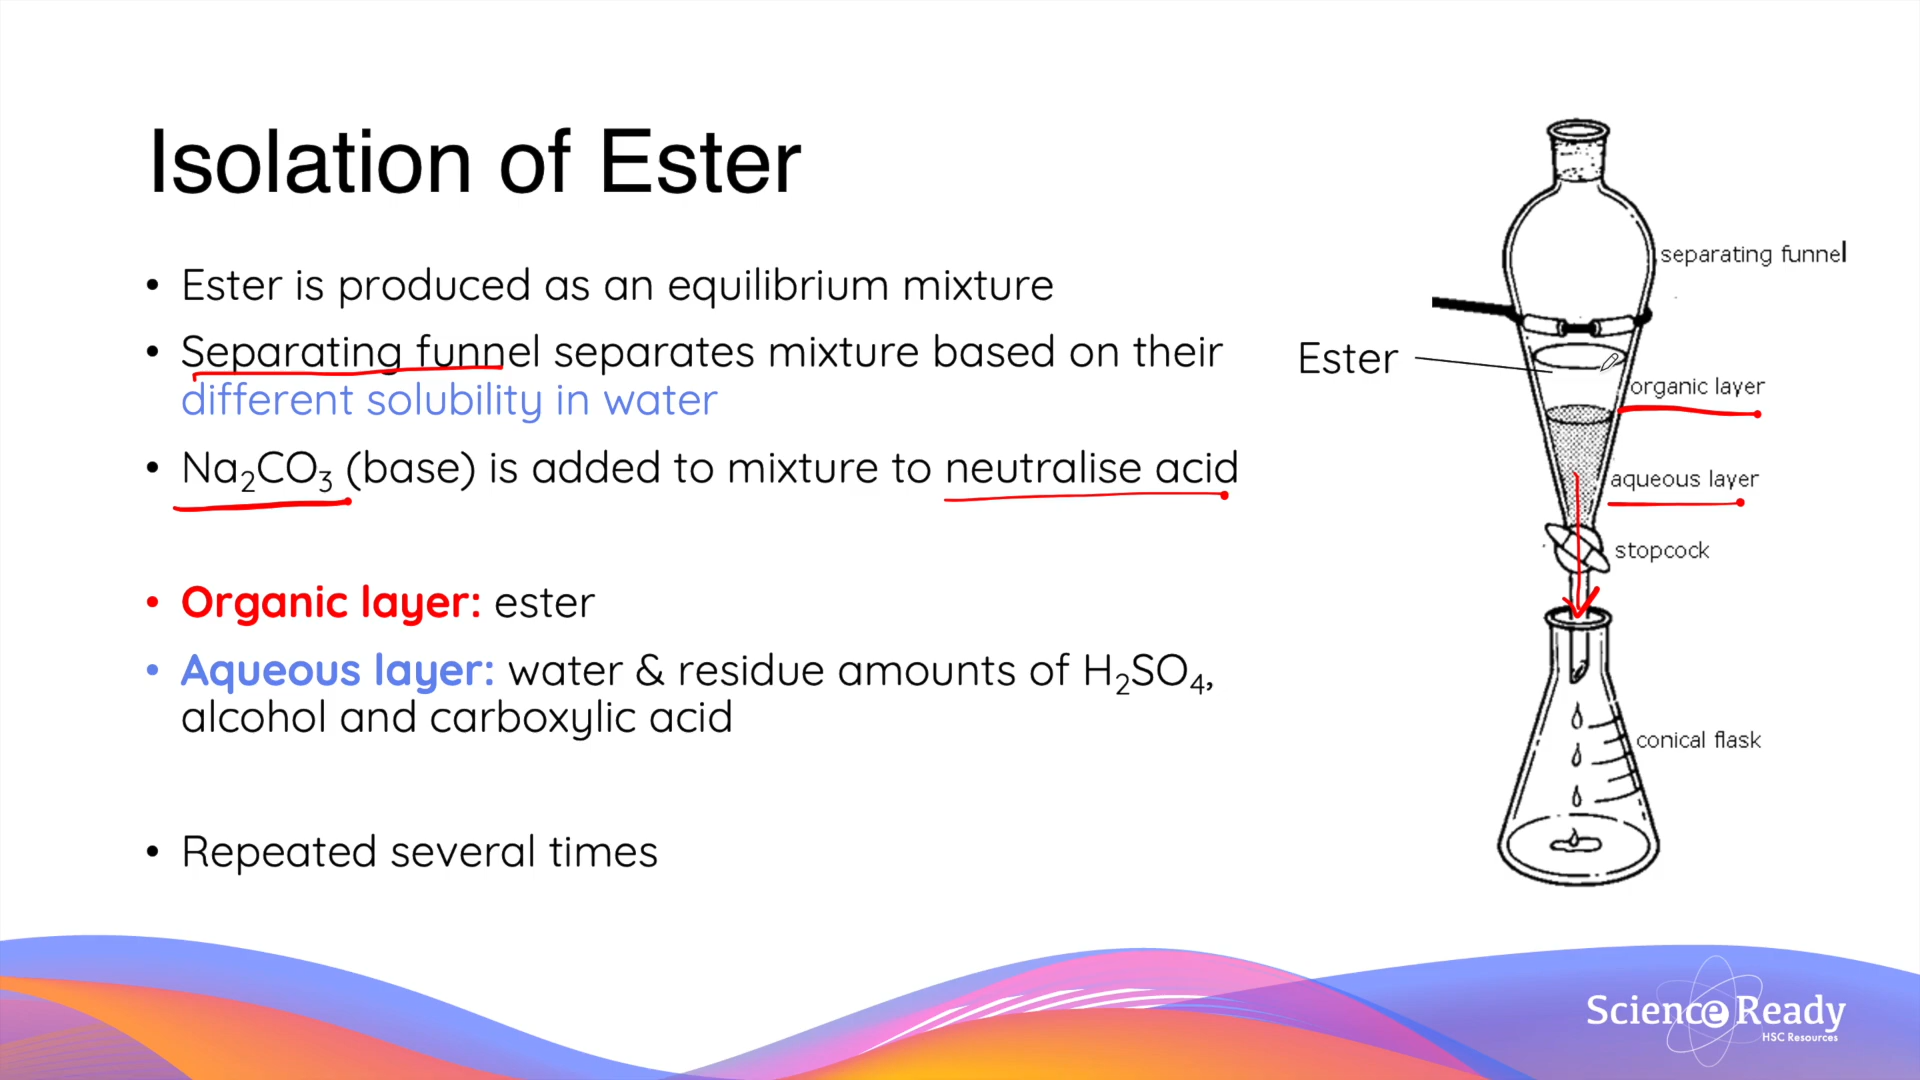 Isolation of Ester
• Ester is produced as an equilibrium mixture
• Separating funnel separates mixture based on their
different solubility in water
• Na₂CO₃ (base) is added to mixture to neutralise acid
• Organic layer: ester
• Aqueous layer: water & residue amounts of H₂SO₄,
alcohol and carboxylic acid
• Repeated several times
separating funnel
Ester
organic layer
aqueous layer
stopcock
conical flask
Science Ready
HSC Resources